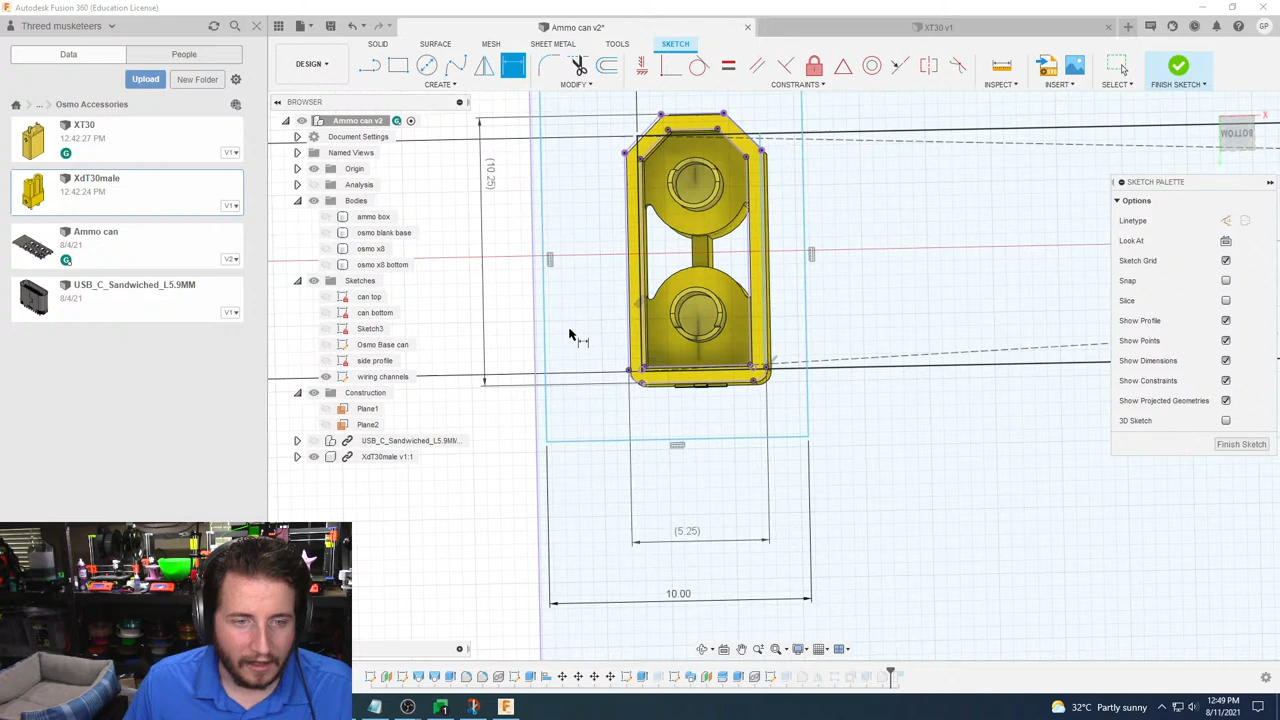 Autodesk Fusion 360 (Education License)
Threed musketeers
Ammo can v2*
XT30 v1
GP
Data
People
SOLID
SURFACE
MESH
SHEET METAL
TOOLS
SKETCH
DESIGN
Upload
New Folder
CREATE
MODIFY
CONSTRAINTS
INSPECT
INSERT
SELECT
FINISH SKETCH
... Osmo Accessories
BROWSER
XT30
12:42:27 PM
G
V1
XdT30male
12:42:24 PM
V1
Ammo can
8/4/21
G
V2
USB_C_Sandwiched_L5.9MM
8/4/21
V1
Ammo can v2
Document Settings
Named Views
Origin
Analysis
Bodies
ammo box
osmo blank base
osmo x8
osmo x8 bottom
Sketches
can top
can bottom
Sketch3
Osmo Base can
side profile
wiring channels
Construction
Plane1
Plane2
USB_C_Sandwiched_L5.9MM...
XdT30male v1:1
(10.25)
(5.25)
10.00
X
BOTTOM
SKETCH PALETTE
Options
Linetype
Look At
Sketch Grid
Snap
Slice
Show Profile
Show Points
Show Dimensions
Show Constraints
Show Projected Geometries
3D Sketch
Finish Sketch
32°C Partly cloudy
12:49 PM
8/11/2021